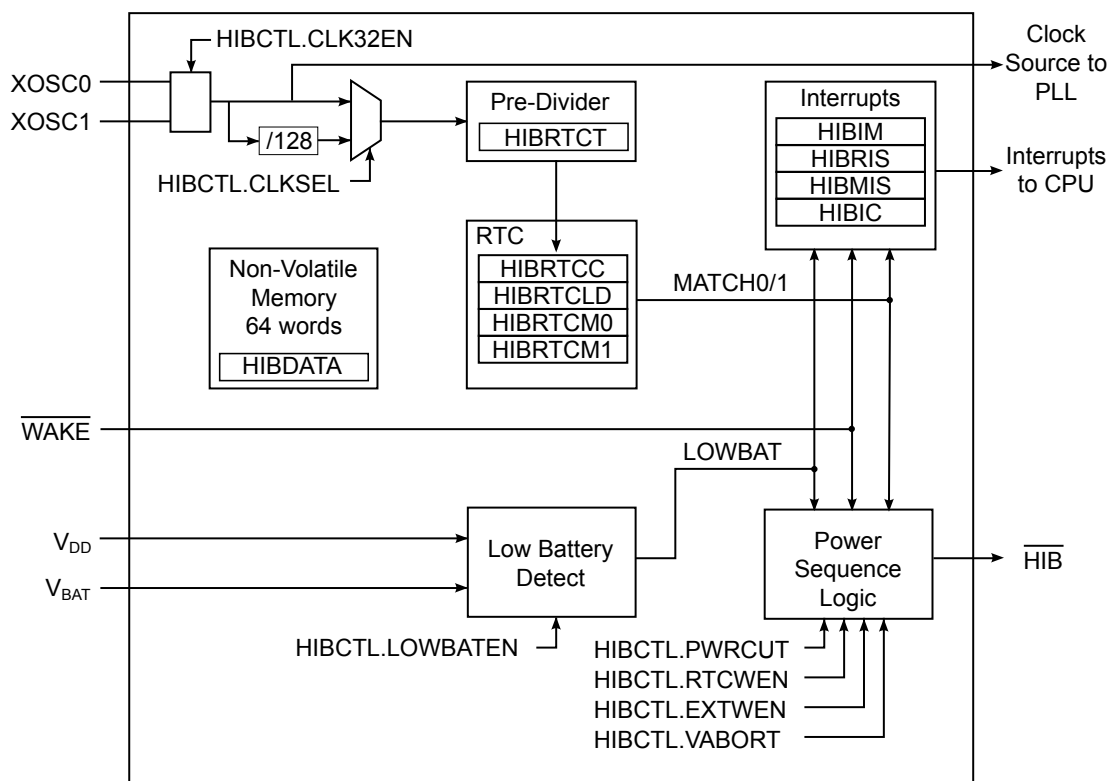 HIBCTL.CLK32EN
XOSC0
XOSC1
/128
HIBCTL.CLKSEL
Pre-Divider
HIBRTCT
Interrupts
HIBIM
HIBRIS
HIBMIS
HIBIC
Clock
Source to
PLL
Interrupts
to CPU
Non-Volatile
Memory
64 words
HIBDATA
RTC
HIBRTCC
HIBRTCLD
HIBRTCM0
HIBRTCM1
MATCH0/1
WAKE
LOWBAT
VDD
VBAT
Low Battery
Detect
HIBCTL.LOWBATEN
Power
Sequence
Logic
HIB
HIBCTL.PWRCUT
HIBCTL.RTCWEN
HIBCTL.EXTWEN
HIBCTL.VABORT